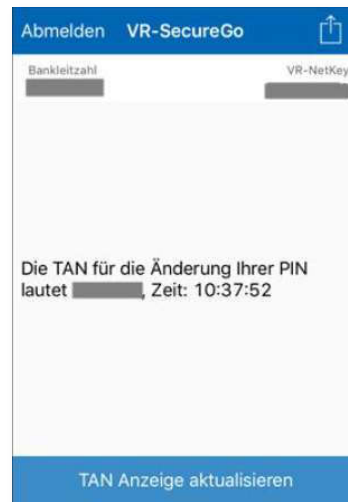 Abmelden VR-SecureGo
Bankleitzahl VR-NetKey
Die TAN für die Änderung Ihrer PIN
lautet , Zeit: 10:37:52
TAN Anzeige aktualisieren